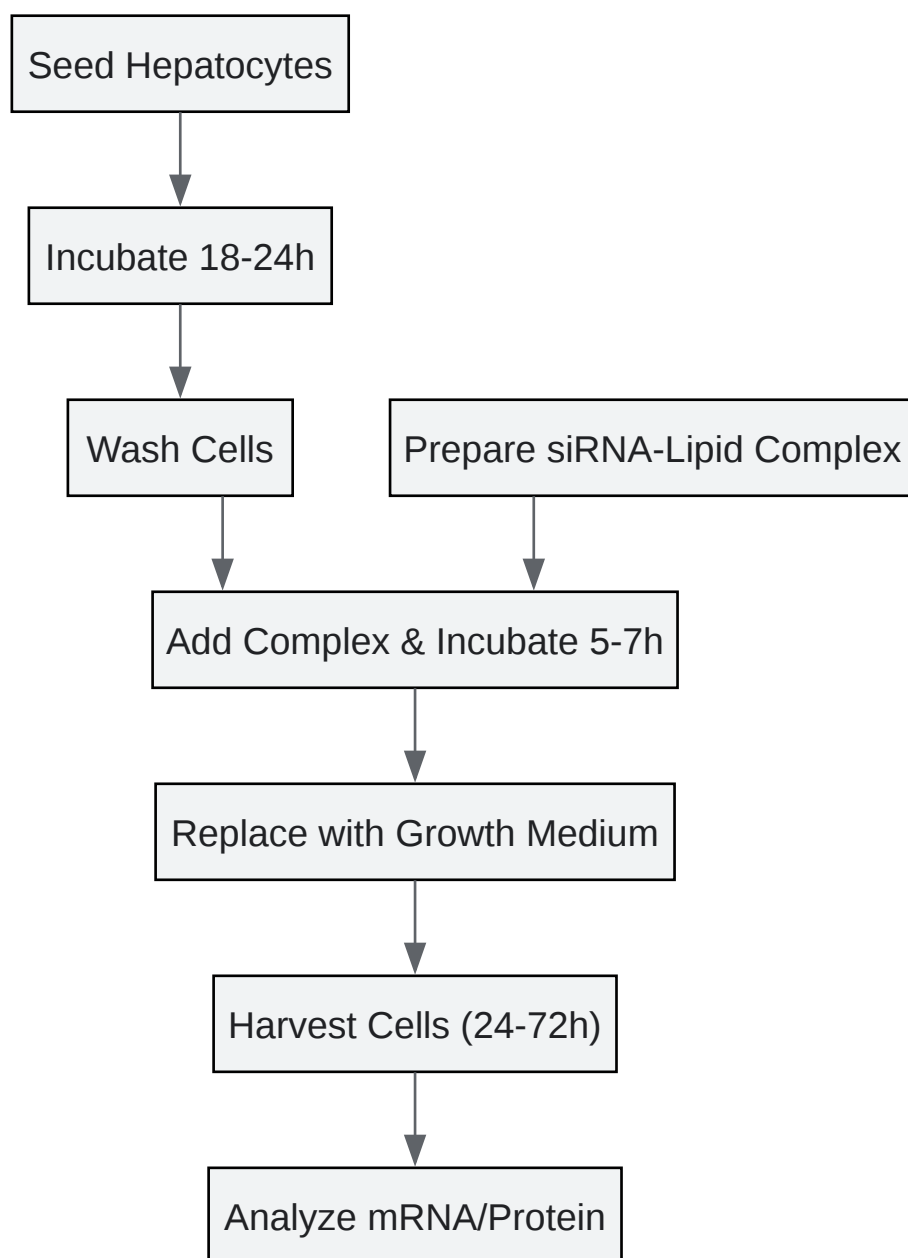 Seed Hepatocytes
Incubate 18-24h
Wash Cells
Prepare siRNA-Lipid Complex
Add Complex & Incubate 5-7h
Replace with Growth Medium
Harvest Cells (24-72h)
Analyze mRNA/Protein